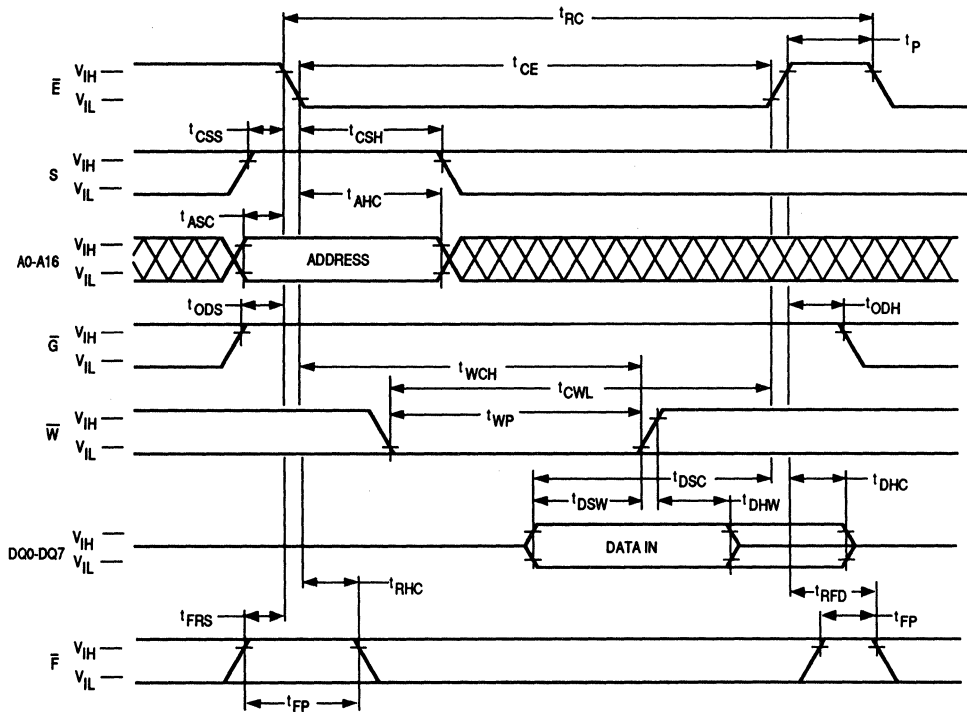 tRC
tP
tCE
E VIH
VIL
tCSS
tCSH
S VIH
VIL
tASC
tAHC
A0-A16 VIH
VIL
ADDRESS
tODS
tODH
G VIH
VIL
tWCH
tCWL
tWP
W VIH
VIL
tDSC
tDHC
tDSW
tDHW
DQ0-DQ7 VIH
VIL
DATA IN
tRHC
tRFD
tFRS
tFP
F VIH
VIL
tFP